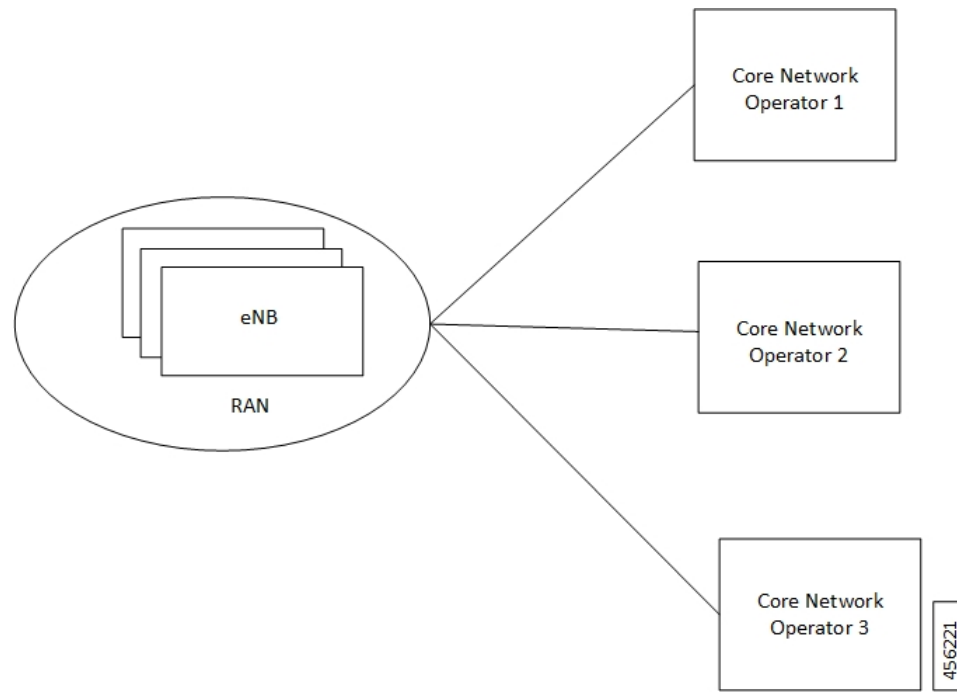 Core Network
Operator 1
eNB
RAN
Core Network
Operator 2
Core Network
Operator 3
456221